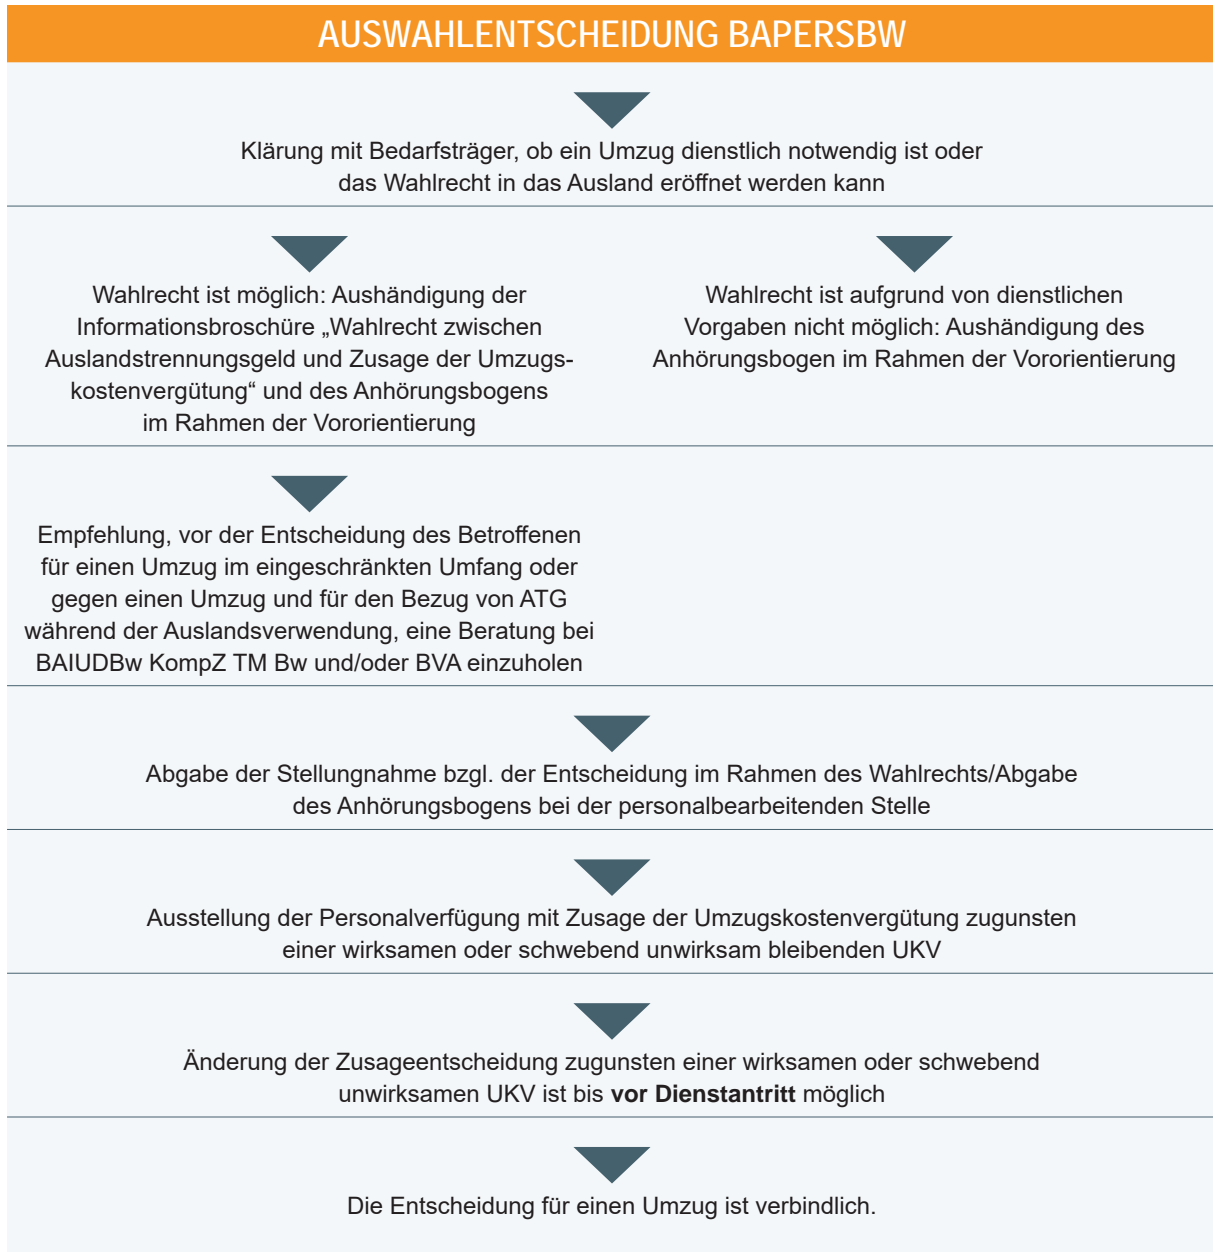 AUSWAHLENTSCHEIDUNG BAPERSBW
Klärung mit Bedarfsträger, ob ein Umzug dienstlich notwendig ist oder
das Wahlrecht in das Ausland eröffnet werden kann
Wahlrecht ist möglich: Aushändigung der
Informationsbroschüre „Wahlrecht zwischen
Auslandstrennungsgeld und Zusage der Umzugs-
kostenvergütung“ und des Anhörungsbogens
im Rahmen der Vororientierung
Wahlrecht ist aufgrund von dienstlichen
Vorgaben nicht möglich: Aushändigung des
Anhörungsbogen im Rahmen der Vororientierung
Empfehlung, vor der Entscheidung des Betroffenen
für einen Umzug im eingeschränkten Umfang oder
gegen einen Umzug und für den Bezug von ATG
während der Auslandsverwendung, eine Beratung bei
BAIUDBw KompZ TM Bw und/oder BVA einzuholen
Abgabe der Stellungnahme bzgl. der Entscheidung im Rahmen des Wahlrechts/Abgabe
des Anhörungsbogens bei der personalbearbeitenden Stelle
Ausstellung der Personalverfügung mit Zusage der Umzugskostenvergütung zugunsten
einer wirksamen oder schwebend unwirksam bleibenden UKV
Änderung der Zusageentscheidung zugunsten einer wirksamen oder schwebend
unwirksamen UKV ist bis vor Dienstantritt möglich
Die Entscheidung für einen Umzug ist verbindlich.